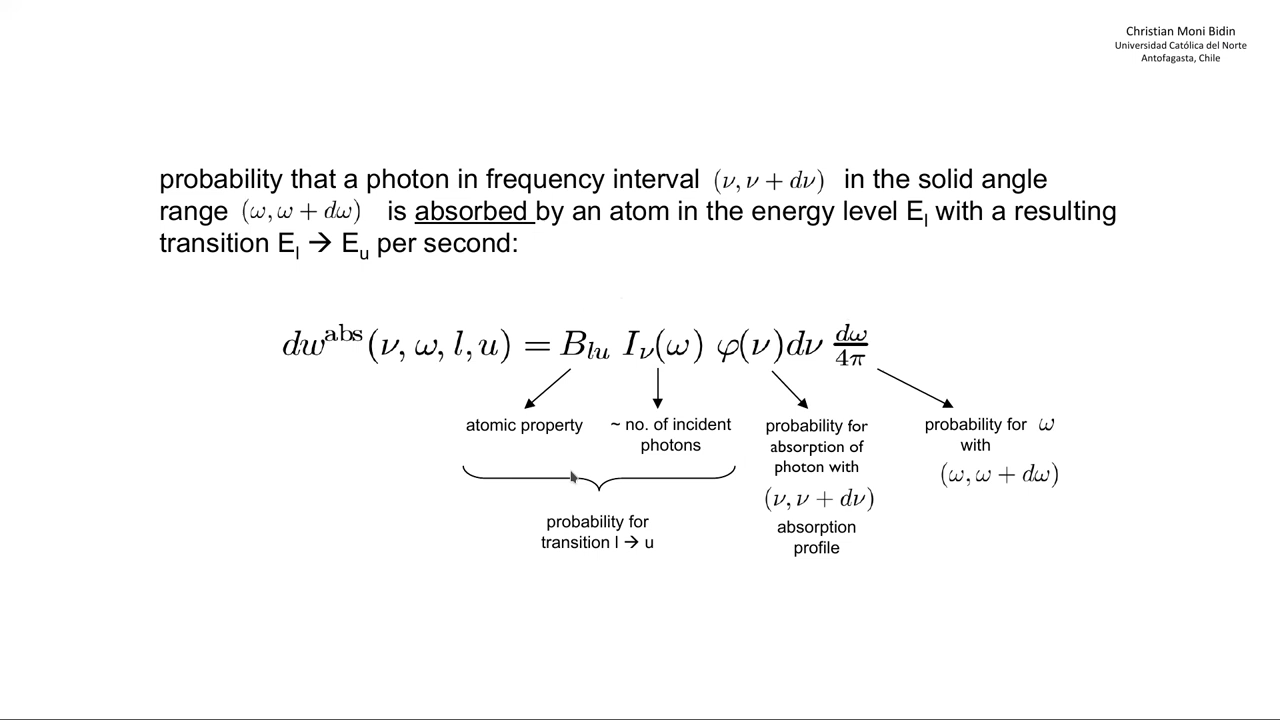 Christian Moni Bidin
Universidad Católica del Norte
Antofagasta, Chile
probability that a photon in frequency interval (ν, ν + dν) in the solid angle
range (ω, ω + dω) is absorbed by an atom in the energy level E_l with a resulting
transition E_l → E_u per second:
dw^abs(ν, ω, l, u) = B_lu I_ν(ω) φ(ν)dν dω/4π
atomic property
~ no. of incident
photons
probability for
transition l → u
probability for
absorption of
photon with
(ν, ν + dν)
absorption
profile
probability for ω
with
(ω, ω + dω)